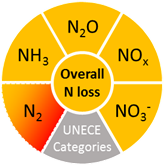 N₂O
NH₃
NOₓ
Overall
N loss
N₂
NO₃⁻
UNECE
Categories